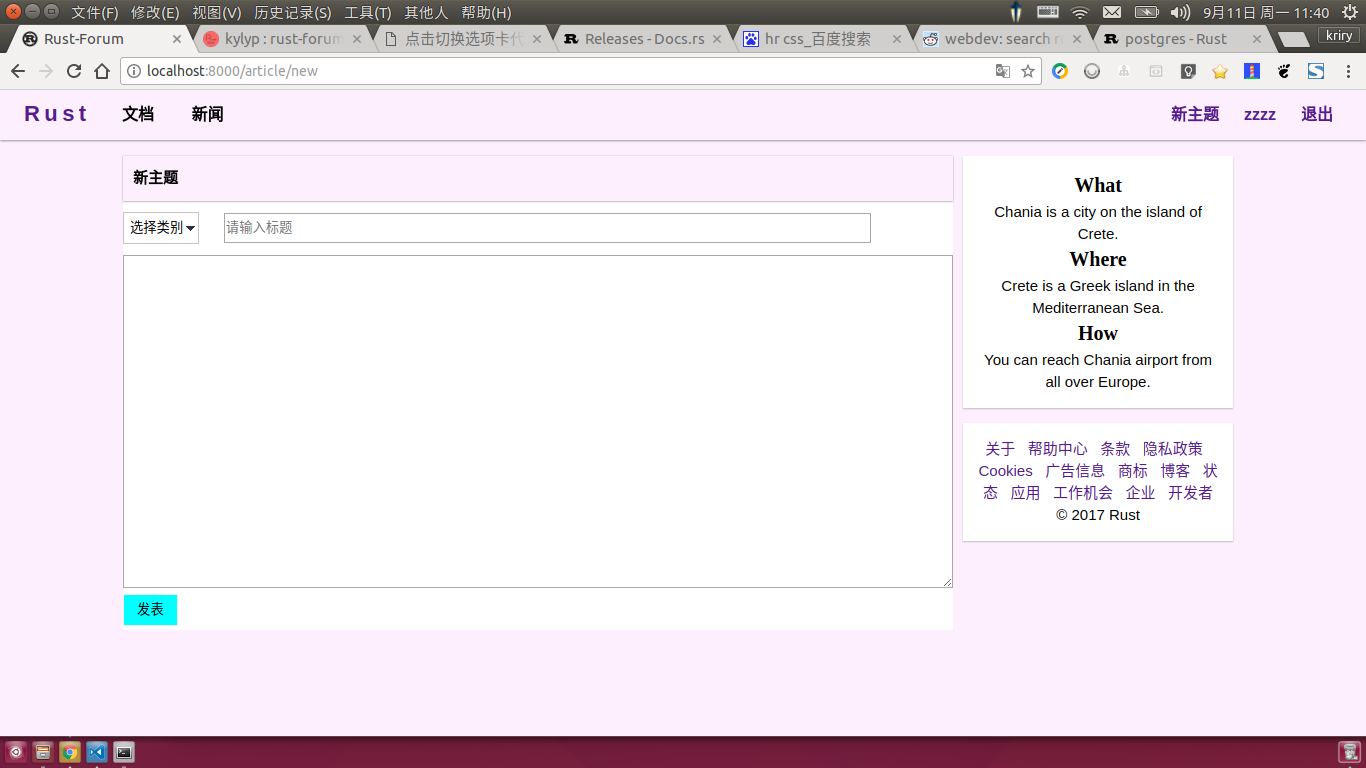 文件(F) 修改(E) 视图(V) 历史记录(S) 工具(T) 其他人 帮助(H) 9月11日 周一 11:40
Rust-Forum kylyp : rust-forum 点击切换选项卡代 Releases - Docs.rs hr css_百度搜索 webdev: search re postgres - Rust kriry
localhost:8000/article/new
Rust 文档 新闻 新主题 zzzz 退出
新主题
选择类别 请输入标题
发表
What
Chania is a city on the island of
Crete.
Where
Crete is a Greek island in the
Mediterranean Sea.
How
You can reach Chania airport from
all over Europe.
关于 帮助中心 条款 隐私政策
Cookies 广告信息 商标 博客 状
态 应用 工作机会 企业 开发者
© 2017 Rust